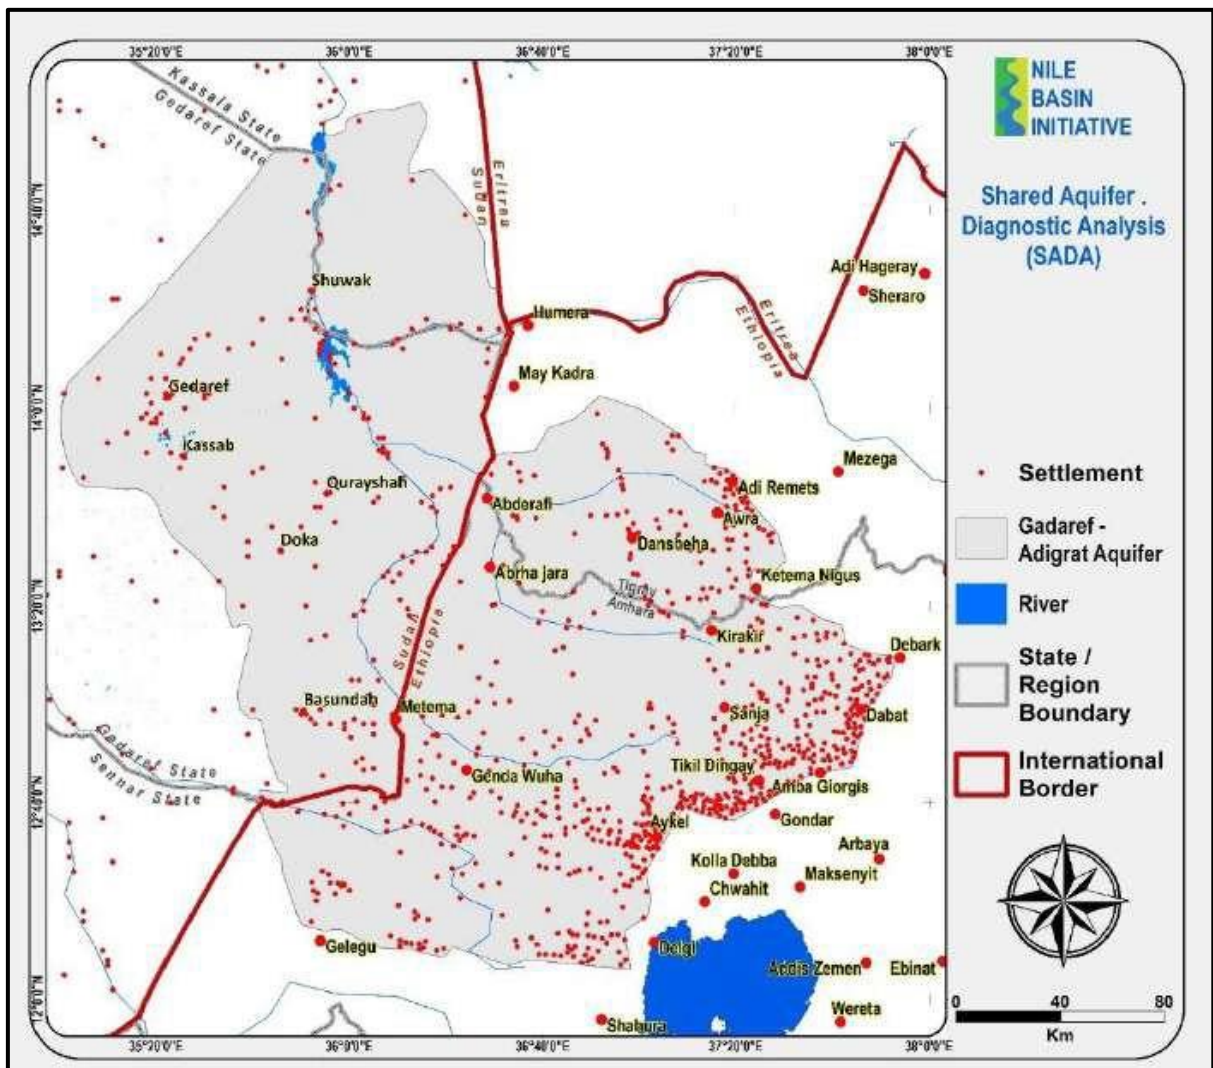 35°20'0"E 36°0'0"E 36°40'0"E 37°20'0"E 38°0'0"E
NILE
BASIN
INITIATIVE
Shared Aquifer .
Diagnostic Analysis
(SADA)
Kassala State
Gedaref State
Eritrea
Sudan
14°40'0"N
Shuwak
Humera
Adi Hageray
Sheraro
Eritrea
Ethiopia
May Kadra
14°0'0"N
Gedaref
Kassab
Qurayshah
Doka
Abderafi
Abrha jara
Mezega
Adi Remets
Awra
Dansheha
Ketema Nigus
Tigray
Amhara
Kirakir
Debark
13°20'0"N
Sudan
Ethiopia
Basundah
Metema
Sanja
Dabat
Gadaref State
Sennar State
Genda Wuha
Tikil Dingay
Amba Giorgis
12°40'0"N
Aykel
Gondar
Arbaya
Kolla Debba
Maksenyit
Chwahit
Gelegu
Delgi
Addis Zemen
Ebinat
12°0'0"N
Shahura
Wereta
Settlement
Gadaref -
Adigrat Aquifer
River
State /
Region
Boundary
International
Border
0 40 80
Km
35°20'0"E 36°0'0"E 36°40'0"E 37°20'0"E 38°0'0"E